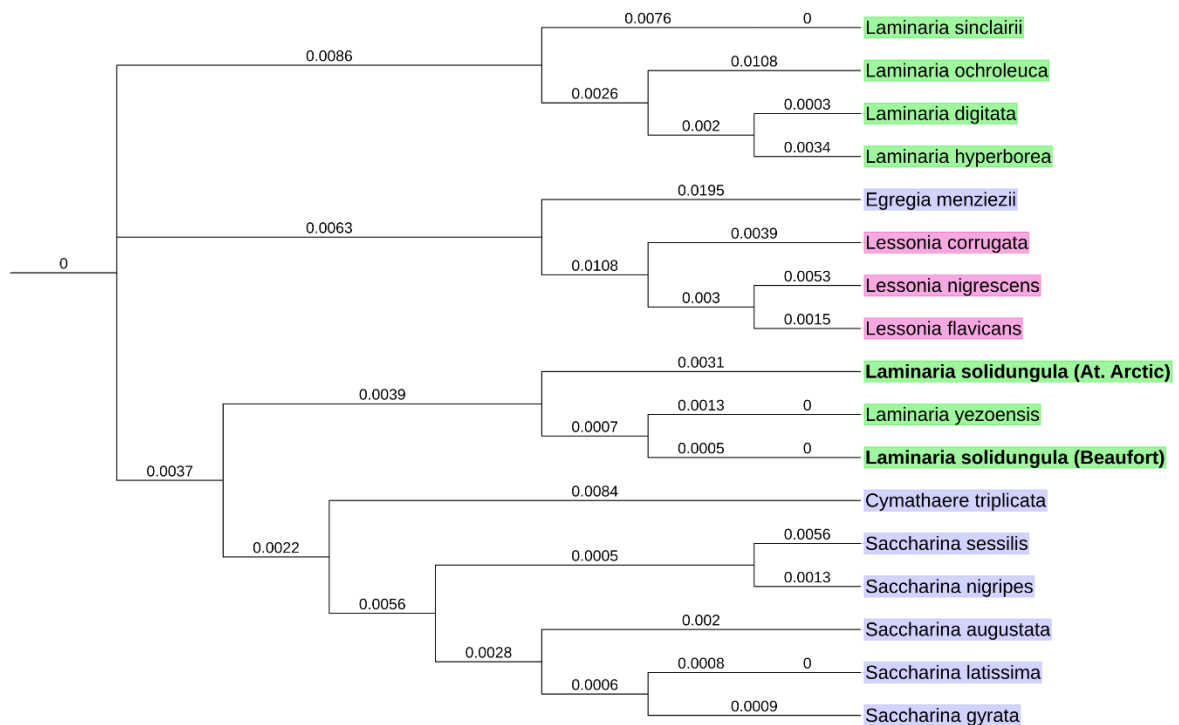 0.0076 0 Laminaria sinclairii
0.0086
0.0108 Laminaria ochroleuca
0.0026
0.0003 Laminaria digitata
0.002
0.0034 Laminaria hyperborea
0.0195 Egregia menziezii
0.0063
0.0039 Lessonia corrugata
0.0108
0
0.0053 Lessonia nigrescens
0.003
0.0015 Lessonia flavicans
0.0031 Laminaria solidungula (At. Arctic)
0.0039
0.0013 0 Laminaria yezoensis
0.0007
0.0005 0 Laminaria solidungula (Beaufort)
0.0037
0.0084 Cymathaere triplicata
0.0022
0.0056 Saccharina sessilis
0.0005
0.0013 Saccharina nigripes
0.0056
0.002 Saccharina augustata
0.0028
0.0008 0 Saccharina latissima
0.0006
0.0009 Saccharina gyrata